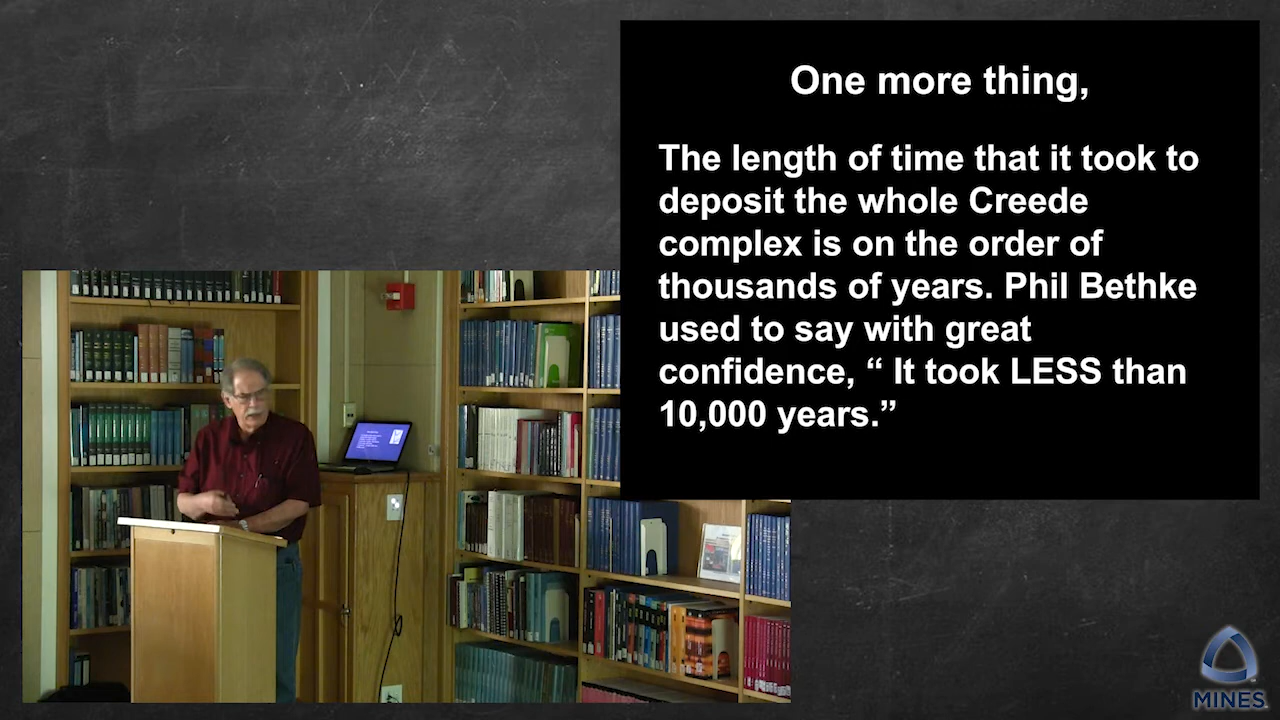 One more thing,
The length of time that it took to
deposit the whole Creede
complex is on the order of
thousands of years. Phil Bethke
used to say with great
confidence, “ It took LESS than
10,000 years.”
MINES